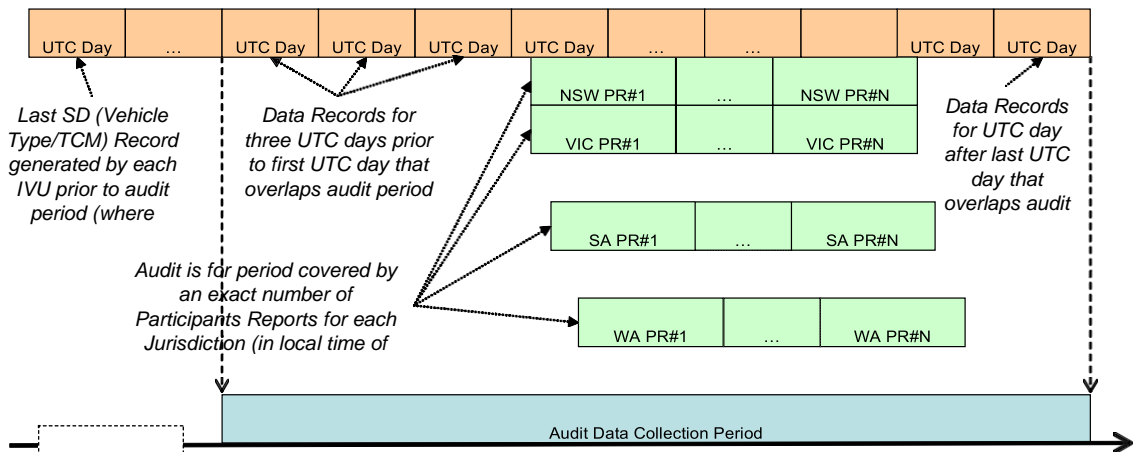 UTC Day
…
UTC Day
UTC Day
UTC Day
UTC Day
…
…
UTC Day
UTC Day
Last SD (Vehicle
Type/TCM) Record
generated by each
IVU prior to audit
period (where
Data Records for
three UTC days prior
to first UTC day that
overlaps audit period
NSW PR#1
…
NSW PR#N
VIC PR#1
…
VIC PR#N
Data Records
for UTC day
after last UTC
day that
overlaps audit
SA PR#1
…
SA PR#N
Audit is for period covered by
an exact number of
Participants Reports for each
Jurisdiction (in local time of
WA PR#1
…
WA PR#N
Audit Data Collection Period